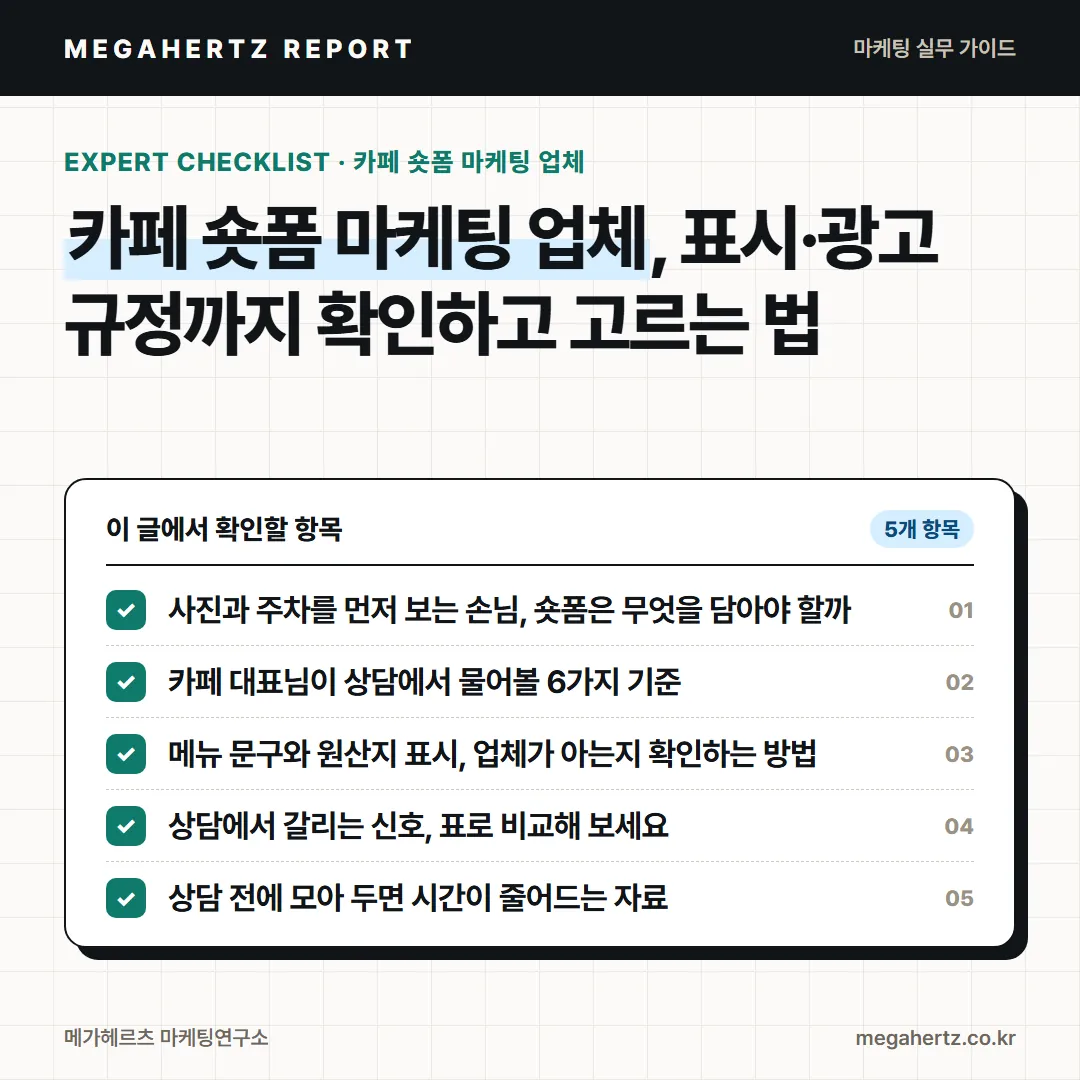 MEGAHERTZ REPORT
마케팅 실무 가이드
EXPERT CHECKLIST · 카페 숏폼 마케팅 업체
카페 숏폼 마케팅 업체, 표시·광고
규정까지 확인하고 고르는 법
이 글에서 확인할 항목
5개 항목
사진과 주차를 먼저 보는 손님, 숏폼은 무엇을 담아야 할까 01
카페 대표님이 상담에서 물어볼 6가지 기준 02
메뉴 문구와 원산지 표시, 업체가 아는지 확인하는 방법 03
상담에서 갈리는 신호, 표로 비교해 보세요 04
상담 전에 모아 두면 시간이 줄어드는 자료 05
메가헤르츠 마케팅연구소
megahertz.co.kr